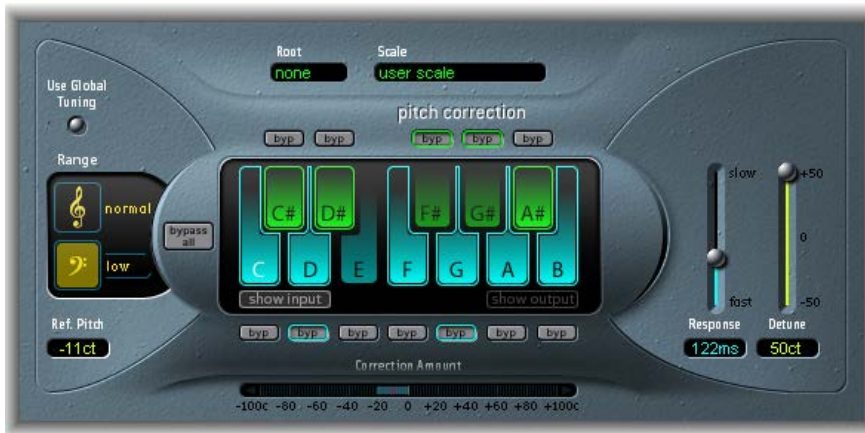 Root
Scale
none
user scale
Use Global
Tuning
pitch correction
byp byp byp byp byp
Range
normal
low
bypass
all
C# D# F# G# A#
C D E F G A B
show input
show output
byp byp byp byp byp byp byp
slow
fast
+50
0
-50
Ref. Pitch
-11ct
Response
122ms
Detune
50ct
Correction Amount
-100c -80 -60 -40 -20 0 +20 +40 +60 +80 +100c